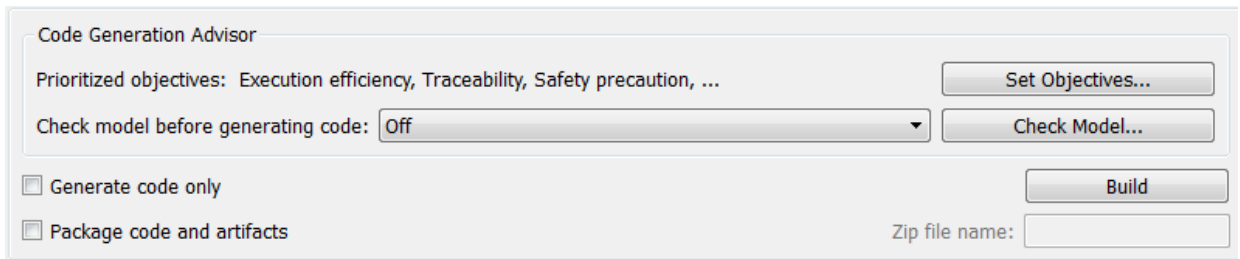 Code Generation Advisor
Prioritized objectives: Execution efficiency, Traceability, Safety precaution, ... Set Objectives...
Check model before generating code: Off Check Model...
Generate code only Build
Package code and artifacts Zip file name: